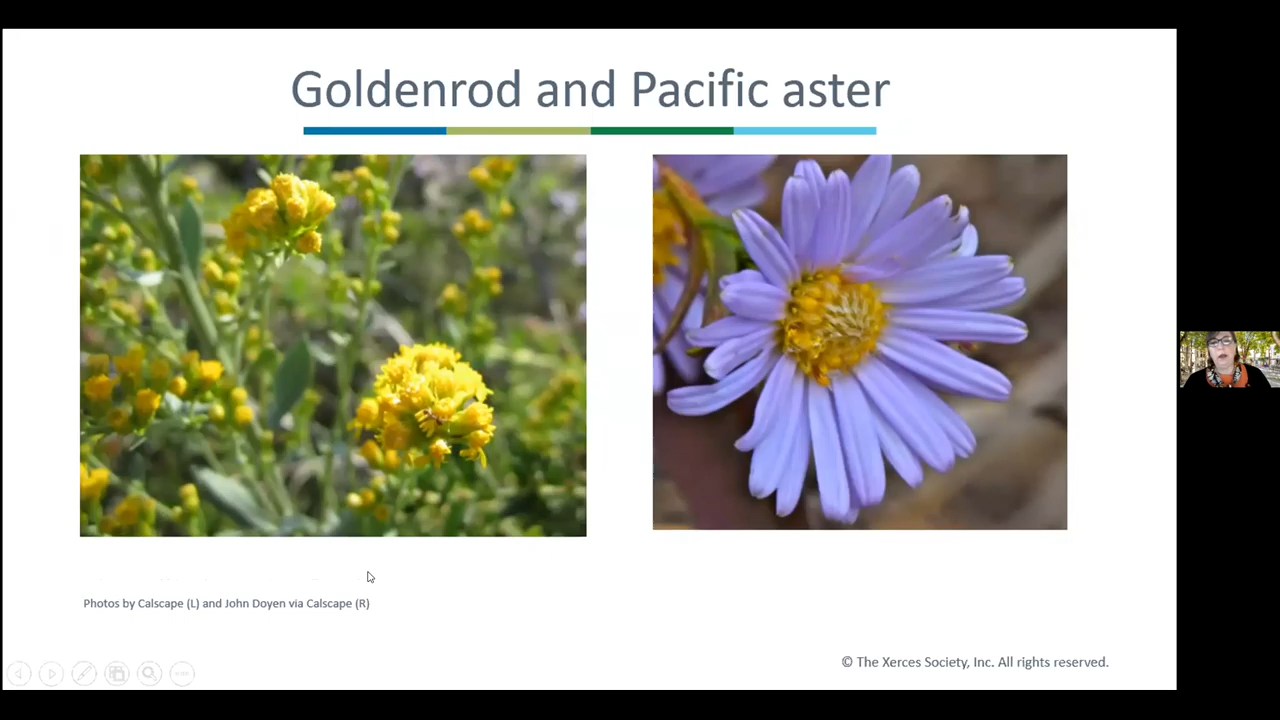 Goldenrod and Pacific aster
Photos by Calscape (L) and John Doyen via Calscape (R)
© The Xerces Society, Inc. All rights reserved.